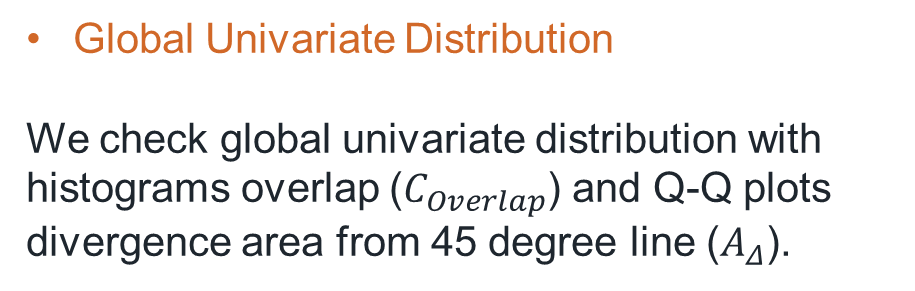 • Global Univariate Distribution
We check global univariate distribution with
histograms overlap (C_Overlap) and Q-Q plots
divergence area from 45 degree line (A_Δ).